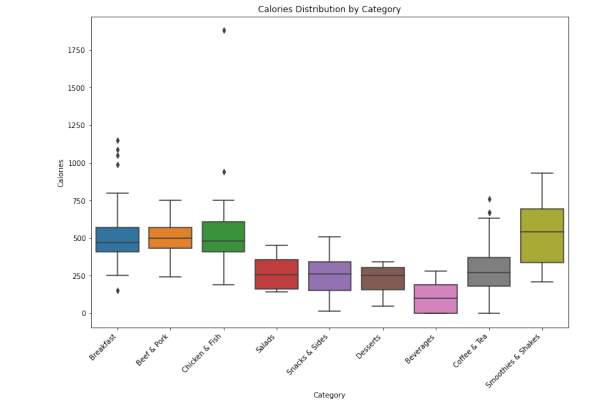 Calories Distribution by Category
1750
1500
1250
1000
750
500
250
0
Calories
Breakfast
Beef & Pork
Chicken & Fish
Salads
Snacks & Sides
Desserts
Beverages
Coffee & Tea
Smoothies & Shakes
Category